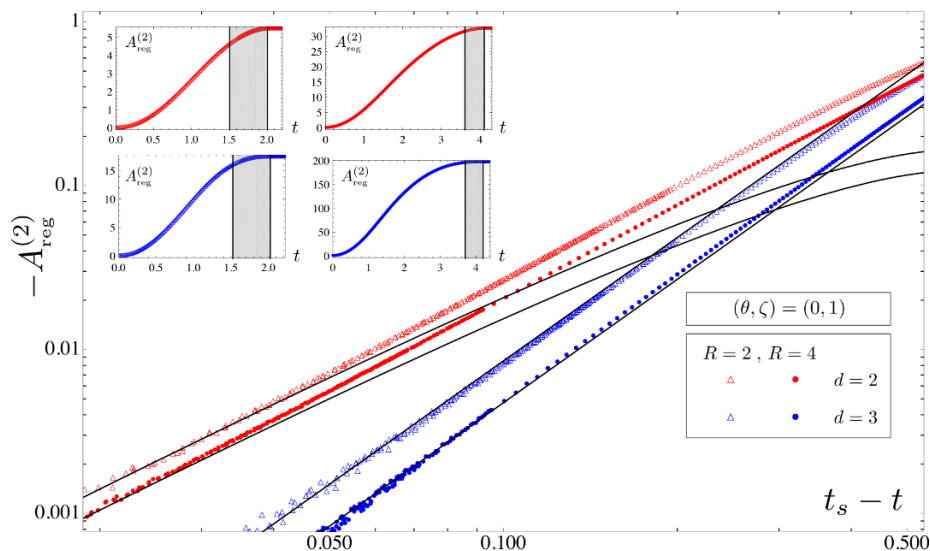 1
0.1
0.01
0.001
−A_reg^(2)
0.050 0.100 0.500
t_s − t
A_reg^(2)
5
4
3
2
1
0
0.0 0.5 1.0 1.5 2.0 t
A_reg^(2)
30
25
20
15
10
5
0
0 1 2 3 4 t
A_reg^(2)
15
10
5
0
0.0 0.5 1.0 1.5 2.0 t
A_reg^(2)
200
150
100
50
0
0 1 2 3 4 t
(θ, ζ) = (0, 1)
R = 2 , R = 4
d = 2
d = 3